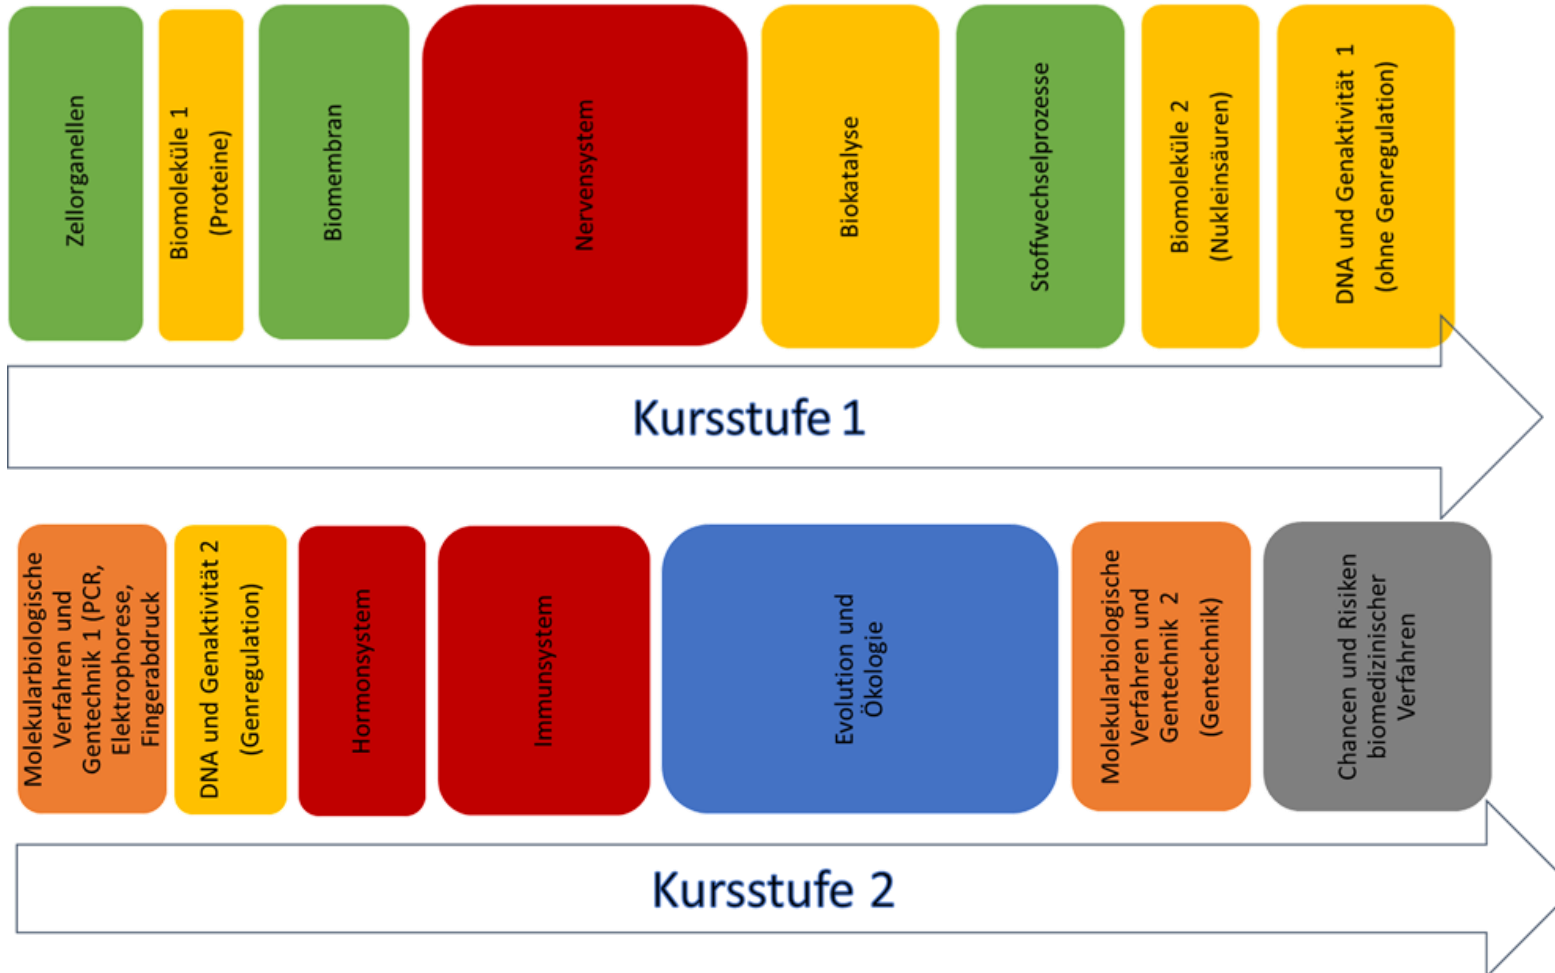 Zellorganellen
Biomoleküle 1
(Proteine)
Biomembran
Nervensystem
Biokatalyse
Stoffwechselprozesse
Biomoleküle 2
(Nukleinsäuren)
DNA und Genaktivität 1
(ohne Genregulation)
Kursstufe 1
Molekularbiologische
Verfahren und
Gentechnik 1 (PCR,
Elektrophorese,
Fingerabdruck
DNA und Genaktivität 2
(Genregulation)
Hormonsystem
Immunsystem
Evolution und
Ökologie
Molekularbiologische
Verfahren und
Gentechnik 2
(Gentechnik)
Chancen und Risiken
biomedizinischer
Verfahren
Kursstufe 2